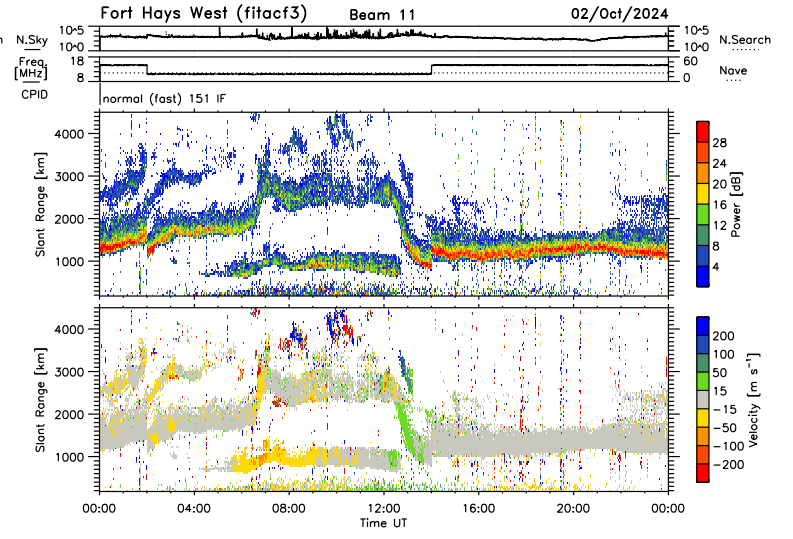 Fort Hays West (fitacf3) Beam 11 02/Oct/2024
N.Sky 10^5 10^5 N.Search
10^0 10^0
Freq. 18 60
[MHz] 8 0 Nave
CPID normal (fast) 151 IF
Slant Range [km]
4000
3000
2000
1000
28
24
20
16
12
8
4
Power [dB]
Slant Range [km]
4000
3000
2000
1000
200
100
50
15
-15
-50
-100
-200
Velocity [m s^-1]
00:00 04:00 08:00 12:00 16:00 20:00 00:00
Time UT